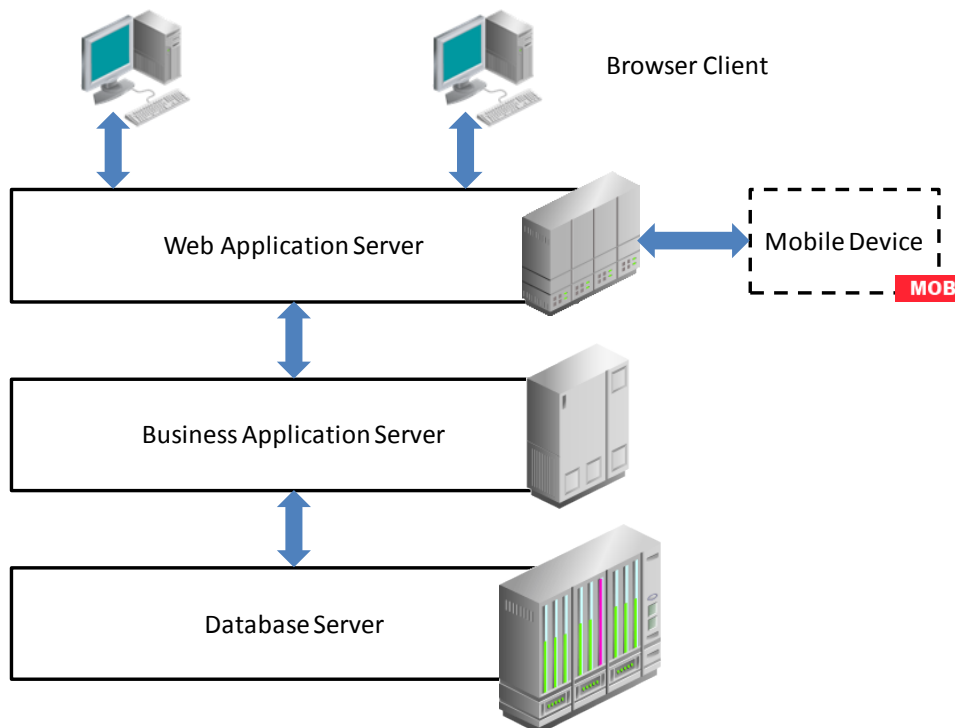 Browser Client
Web Application Server
Mobile Device
MOB
Business Application Server
Database Server